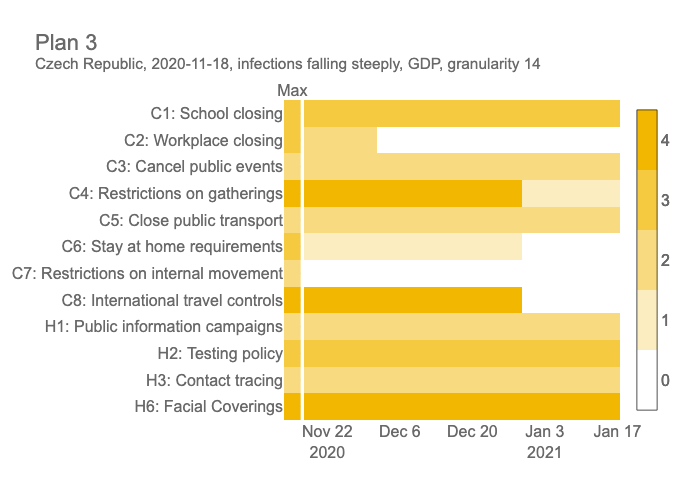 Plan 3
Czech Republic, 2020-11-18, infections falling steeply, GDP, granularity 14
Max
C1: School closing
C2: Workplace closing
C3: Cancel public events
C4: Restrictions on gatherings
C5: Close public transport
C6: Stay at home requirements
C7: Restrictions on internal movement
C8: International travel controls
H1: Public information campaigns
H2: Testing policy
H3: Contact tracing
H6: Facial Coverings
4
3
2
1
0
Nov 22 Dec 6 Dec 20 Jan 3 Jan 17
2020 2021